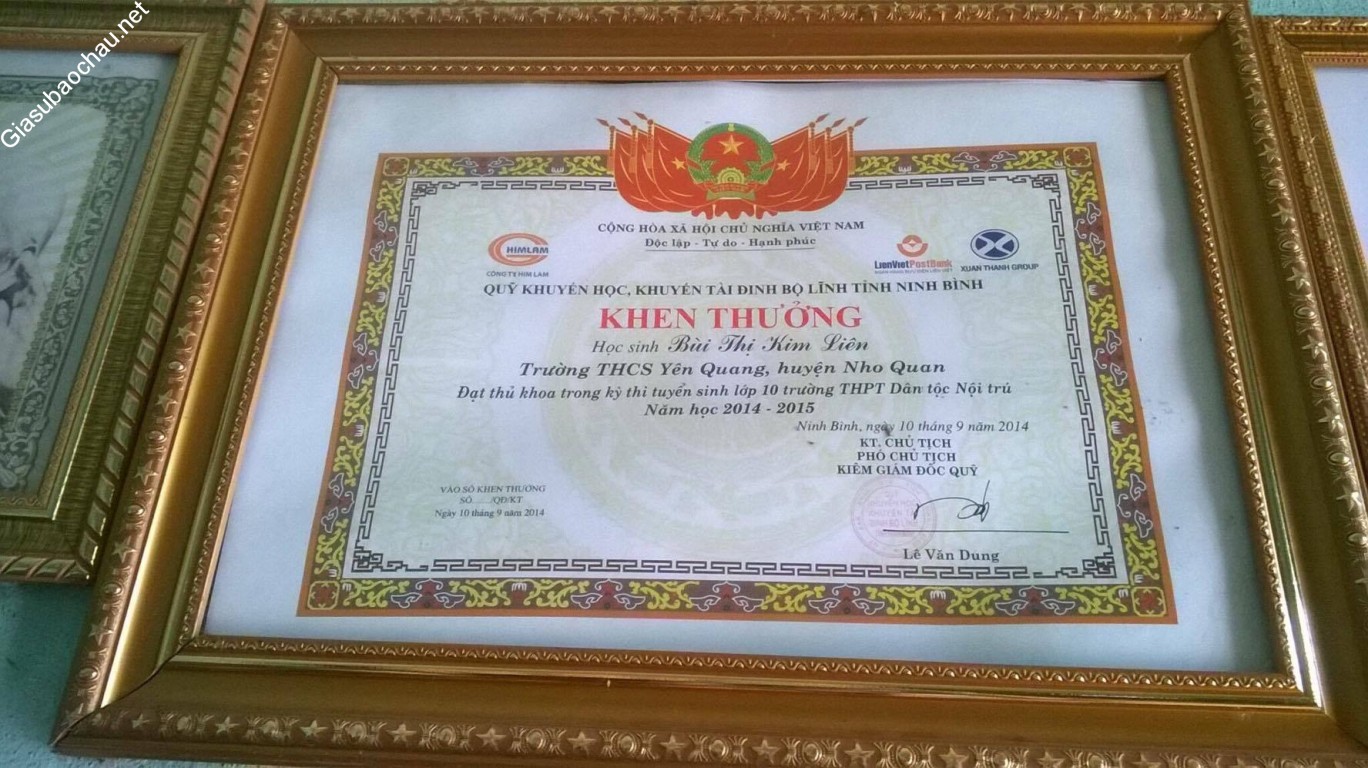 Giasubaochau.net
CỘNG HÒA XÃ HỘI CHỦ NGHĨA VIỆT NAM
Độc lập - Tự do - Hạnh phúc
HIMLAM
CÔNG TY HIM LAM
LienVietPostBank
XUAN THANH GROUP
QUỸ KHUYẾN HỌC, KHUYẾN TÀI ĐINH BỘ LĨNH TỈNH NINH BÌNH
KHEN THƯỞNG
Học sinh Bùi Thị Kim Liên
Trường THCS Yên Quang, huyện Nho Quan
Đạt thủ khoa trong kỳ thi tuyển sinh lớp 10 trường THPT Dân tộc Nội trú
Năm học 2014 - 2015
Ninh Bình, ngày 10 tháng 9 năm 2014
KT. CHỦ TỊCH
PHÓ CHỦ TỊCH
KIÊM GIÁM ĐỐC QUỸ
VÀO SỔ KHEN THƯỞNG
SỐ......./QĐ/KT
Ngày 10 tháng 9 năm 2014
Lê Văn Dung